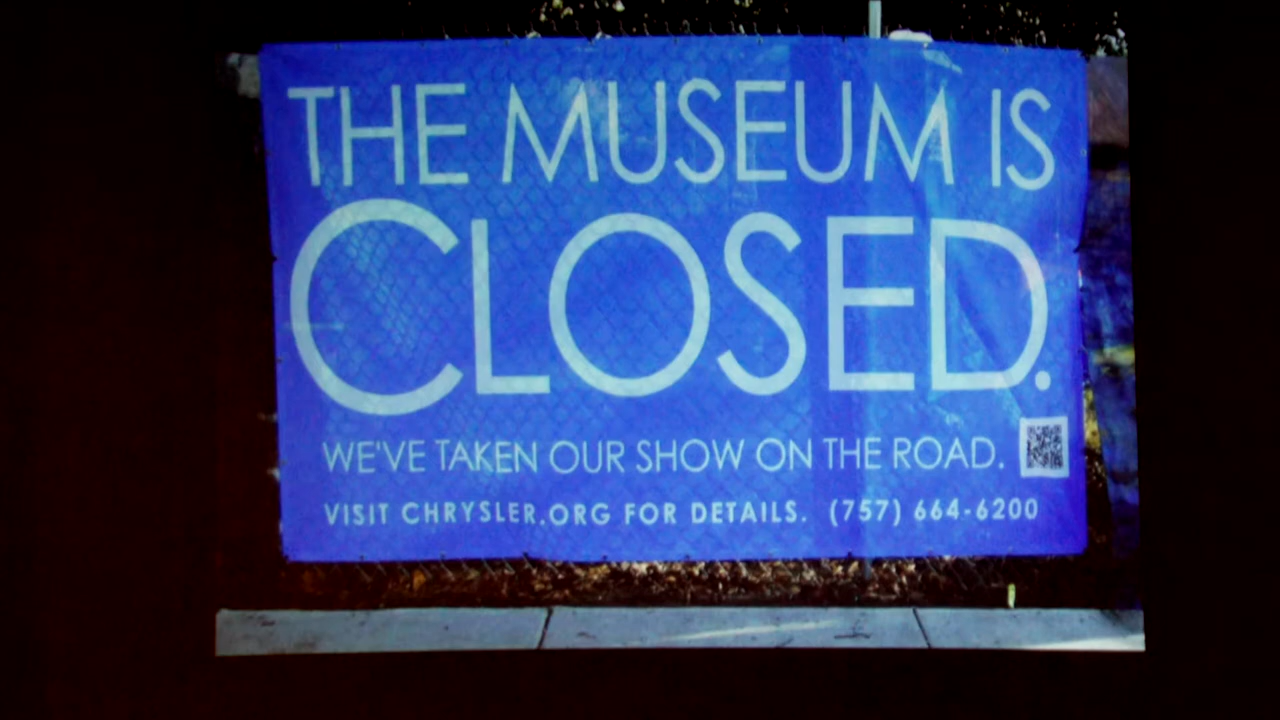 THE MUSEUM IS
CLOSED.
WE'VE TAKEN OUR SHOW ON THE ROAD.
VISIT CHRYSLER.ORG FOR DETAILS. (757) 664-6200